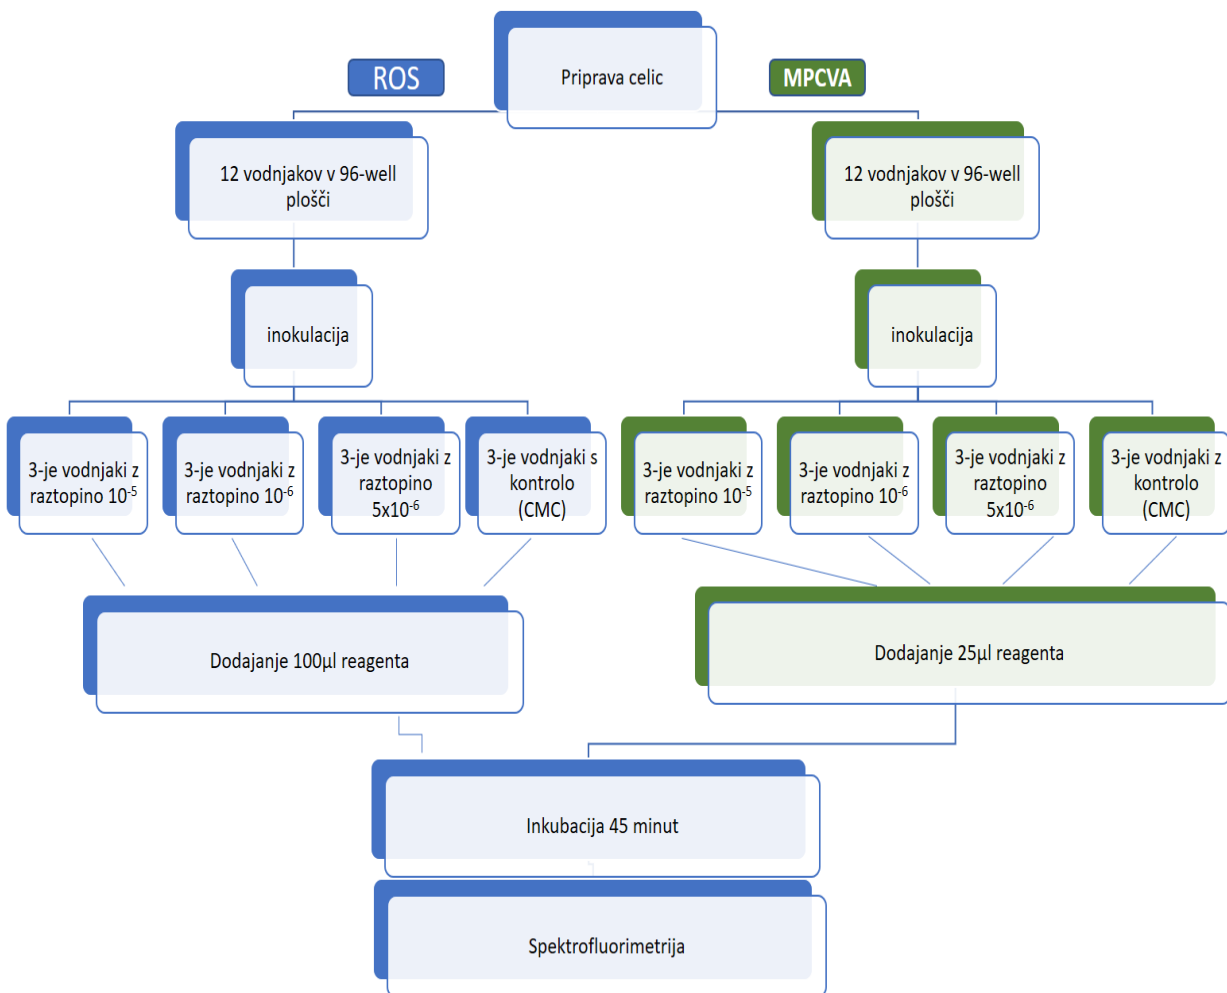 Priprava celic
ROS
MPCVA
12 vodnjakov v 96-well
plošči
12 vodnjakov v 96-well
plošči
inokulacija
inokulacija
3-je vodnjaki z
raztopino 10⁻⁵
3-je vodnjaki z
raztopino 10⁻⁶
3-je vodnjaki z
raztopino
5x10⁻⁶
3-je vodnjaki s
kontrolo
(CMC)
3-je vodnjaki z
raztopino 10⁻⁵
3-je vodnjaki z
raztopino 10⁻⁶
3-je vodnjaki z
raztopino
5x10⁻⁶
3-je vodnjaki z
kontrolo
(CMC)
Dodajanje 100µl reagenta
Dodajanje 25µl reagenta
Inkubacija 45 minut
Spektrofluorimetrija